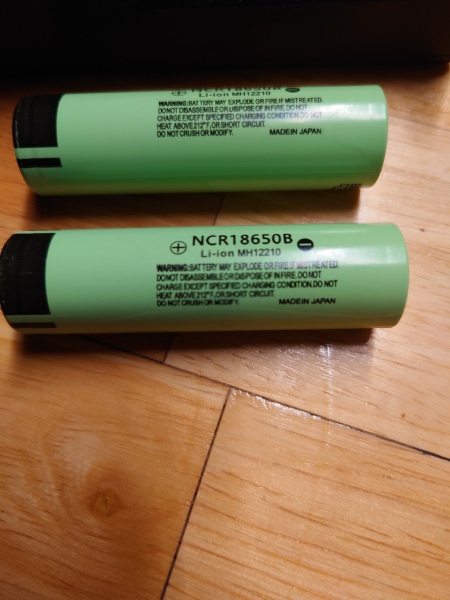 ⊕ NCR18650B ⊖
Li-ion MH12210
WARNING:BATTERY MAY EXPLODE OR FIRE IF MISTREATED.
DO NOT DISASSEMBLE OR DISPOSE OF IN FIRE.DO NOT
CHARGE EXCEPT SPECIFIED CHARGING CONDITION.DO NOT
HEAT ABOVE 212°F,OR SHORT CIRCUIT.
DO NOT CRUSH OR MODIFY. MADEIN JAPAN
⊕ NCR18650B ⊖
Li-ion MH12210
WARNING:BATTERY MAY EXPLODE OR FIRE IF MISTREATED.
DO NOT DISASSEMBLE OR DISPOSE OF IN FIRE.DO NOT
CHARGE EXCEPT SPECIFIED CHARGING CONDITION.DO NOT
HEAT ABOVE 212°F,OR SHORT CIRCUIT.
DO NOT CRUSH OR MODIFY. MADEIN JAPAN